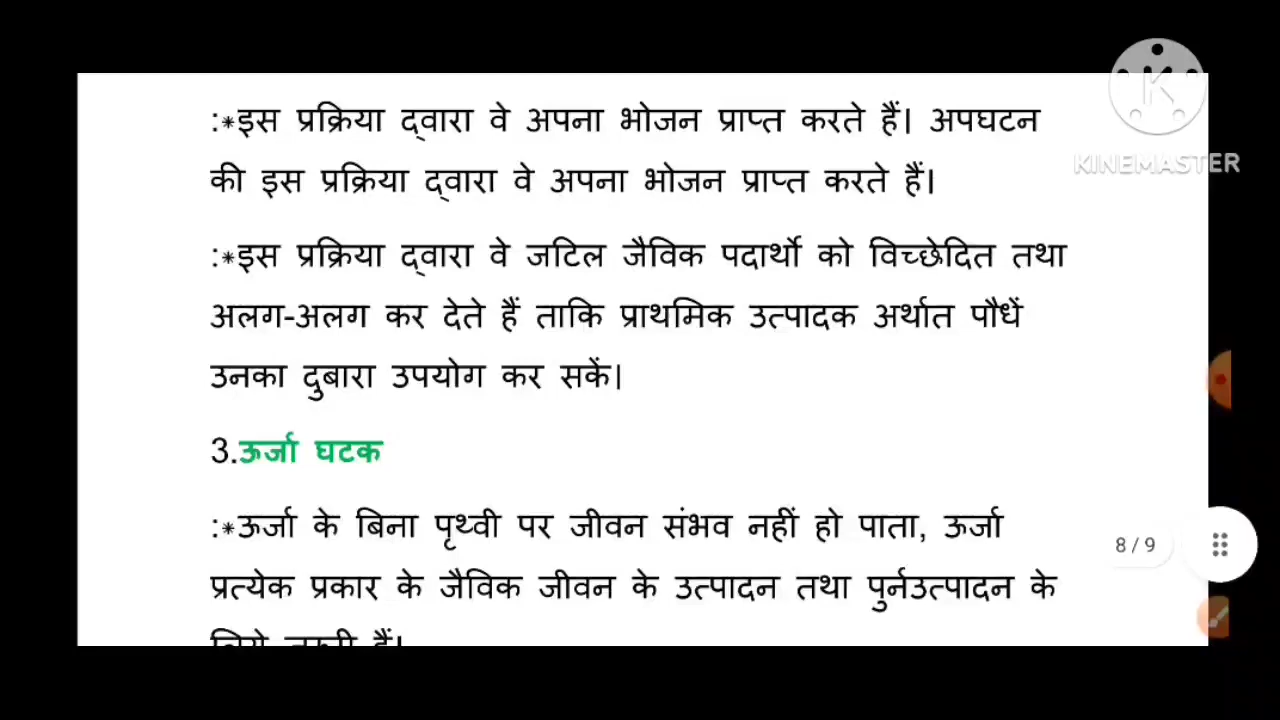 :*इस प्रक्रिया द्वारा वे अपना भोजन प्राप्त करते हैं। अपघटन
की इस प्रक्रिया द्वारा वे अपना भोजन प्राप्त करते हैं।
:*इस प्रक्रिया द्वारा वे जटिल जैविक पदार्थो को विच्छेदित तथा
अलग-अलग कर देते हैं ताकि प्राथमिक उत्पादक अर्थात पौधें
उनका दुबारा उपयोग कर सकें।
3.ऊर्जा घटक
:*ऊर्जा के बिना पृथ्वी पर जीवन संभव नहीं हो पाता, ऊर्जा
प्रत्येक प्रकार के जैविक जीवन के उत्पादन तथा पुर्नउत्पादन के
K
KINEMASTER
8/9